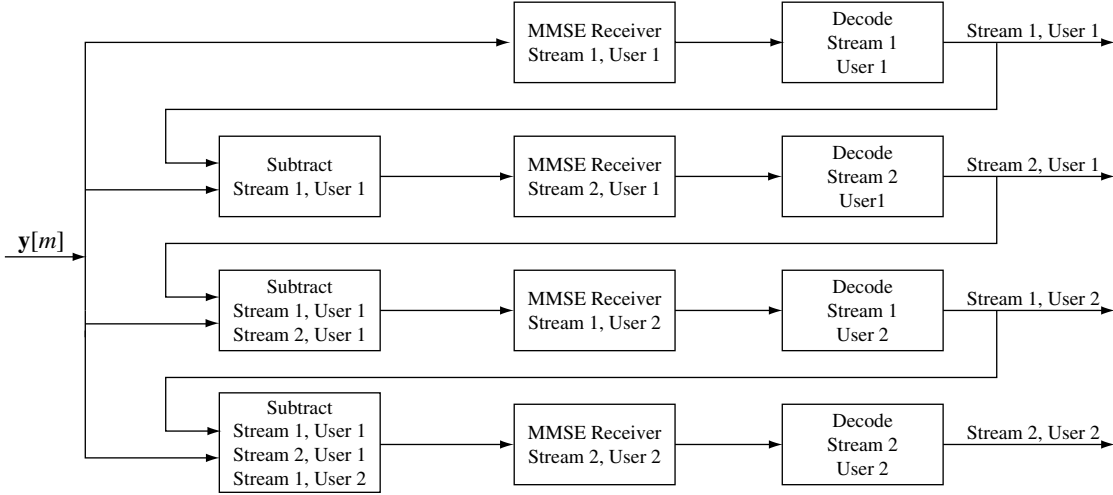 MMSE Receiver
Stream 1, User 1
Decode
Stream 1
User 1
Stream 1, User 1
Subtract
Stream 1, User 1
MMSE Receiver
Stream 2, User 1
Decode
Stream 2
User1
Stream 2, User 1
y[m]
Subtract
Stream 1, User 1
Stream 2, User 1
MMSE Receiver
Stream 1, User 2
Decode
Stream 1
User 2
Stream 1, User 2
Subtract
Stream 1, User 1
Stream 2, User 1
Stream 1, User 2
MMSE Receiver
Stream 2, User 2
Decode
Stream 2
User 2
Stream 2, User 2